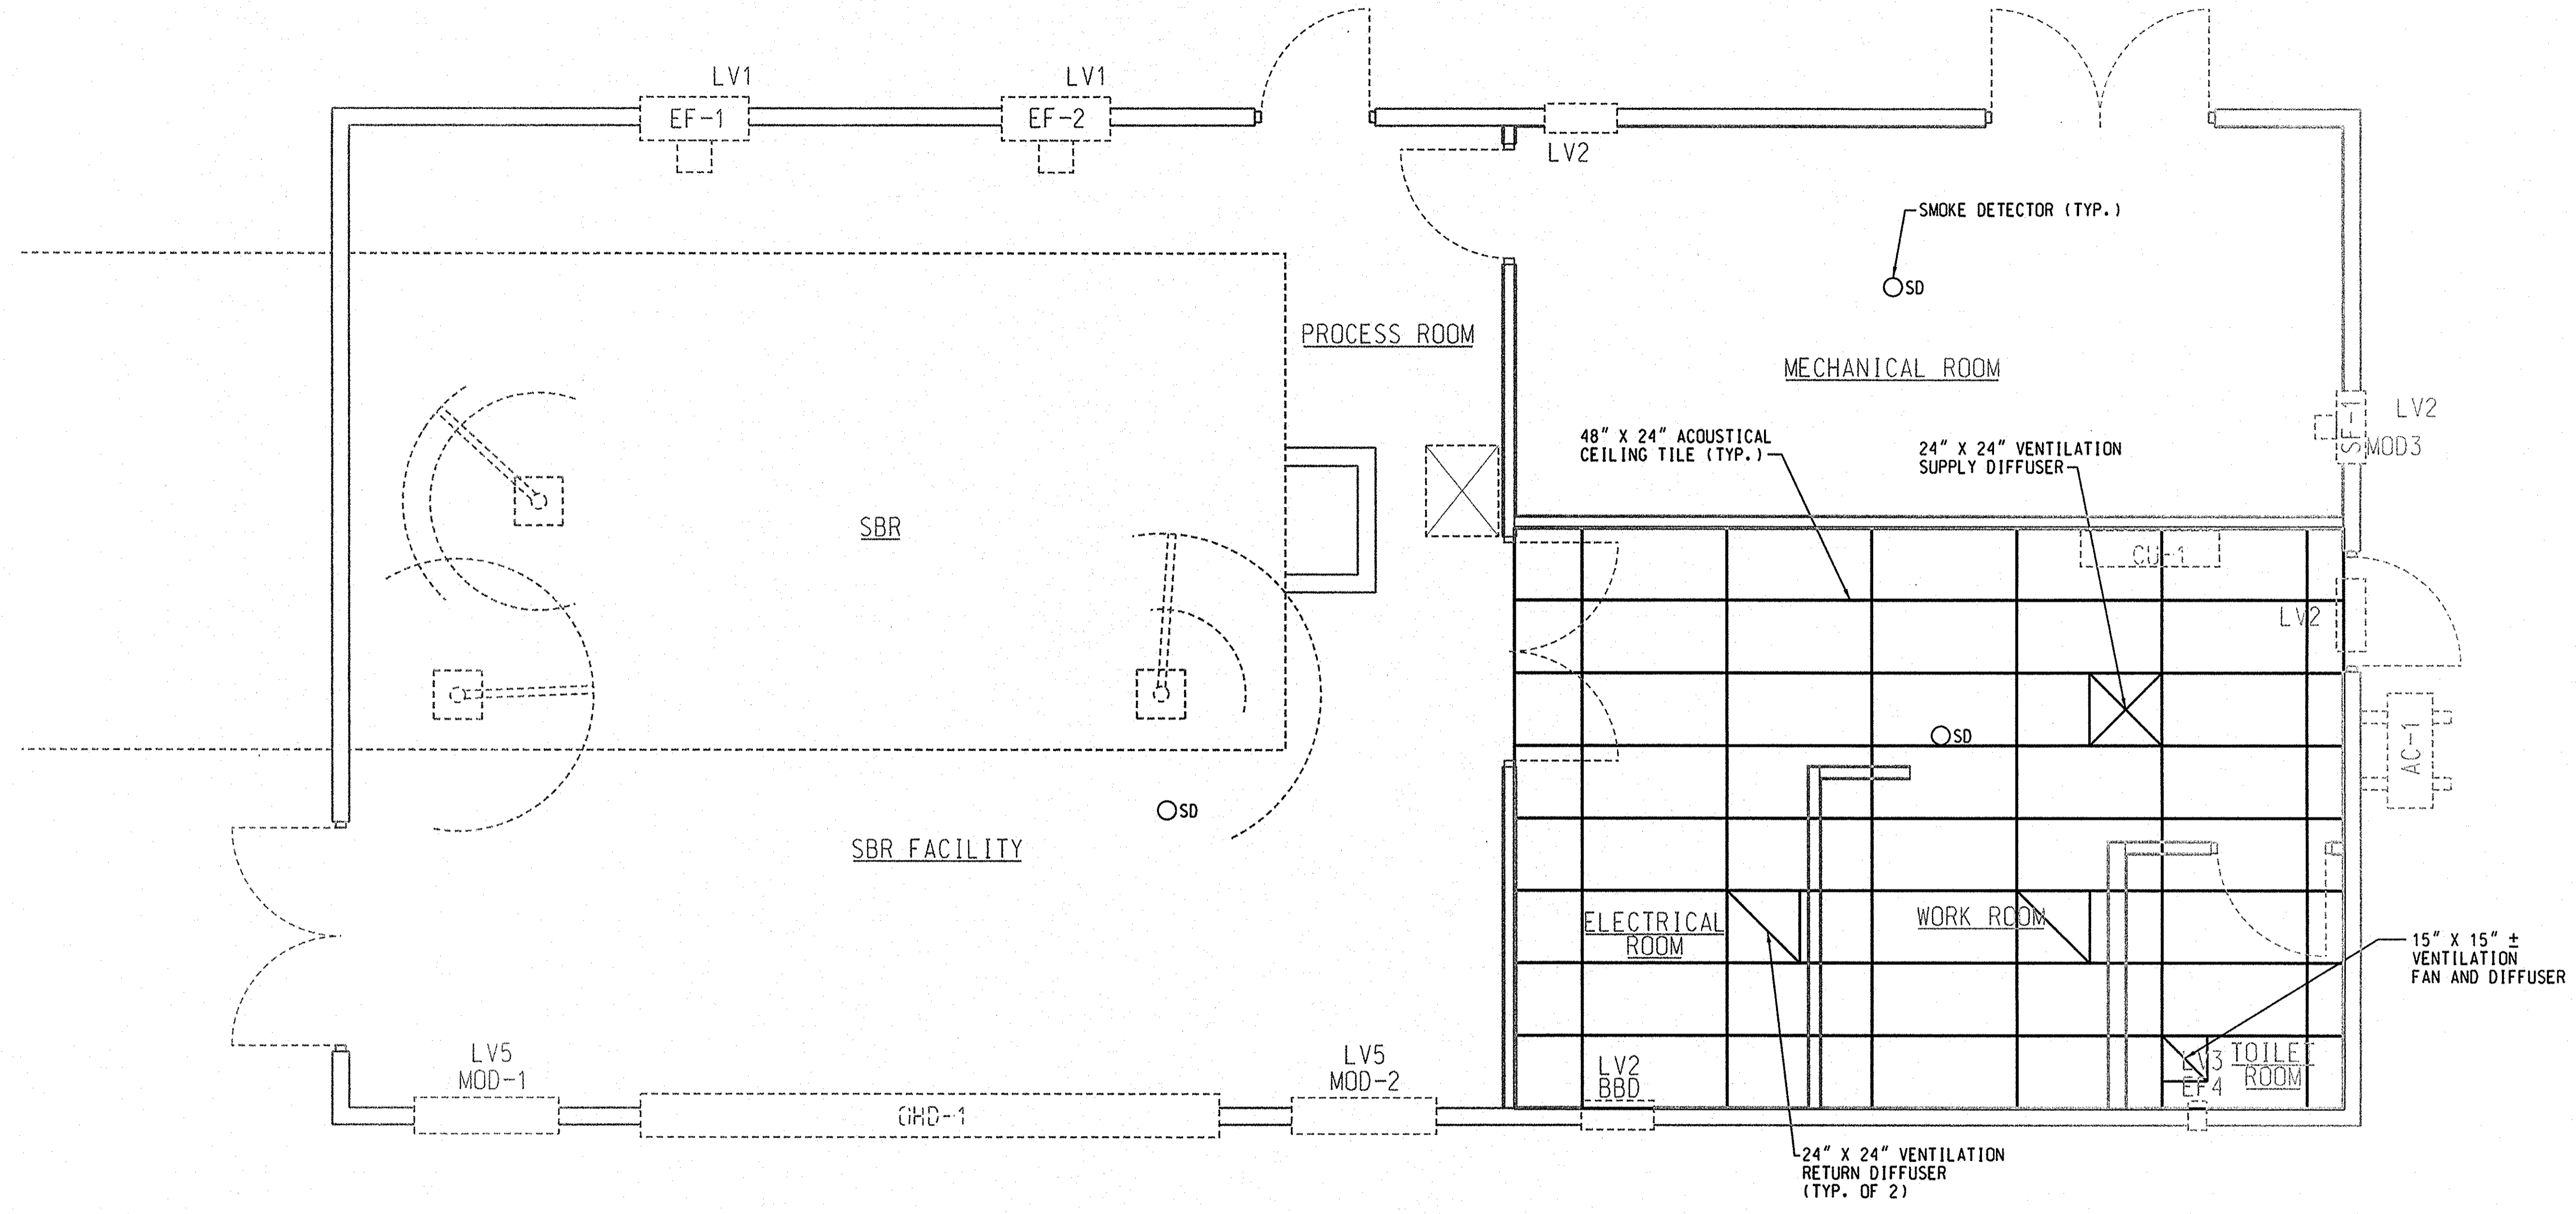 LV1
LV1
EF-1
EF-2
LV2
SMOKE DETECTOR (TYP.)
SD
PROCESS ROOM
MECHANICAL ROOM
SF-1
LV2
MOD3
48" X 24" ACOUSTICAL
CEILING TILE (TYP.)
24" X 24" VENTILATION
SUPPLY DIFFUSER
SBR
CU-1
LV2
SD
AC-1
SD
SBR FACILITY
ELECTRICAL
ROOM
WORK ROOM
15" X 15" ±
VENTILATION
FAN AND DIFFUSER
LV5
MOD-1
OHD-1
LV5
MOD-2
LV2
BBD
LV3
EF4
TOILET
ROOM
24" X 24" VENTILATION
RETURN DIFFUSER
(TYP. OF 2)